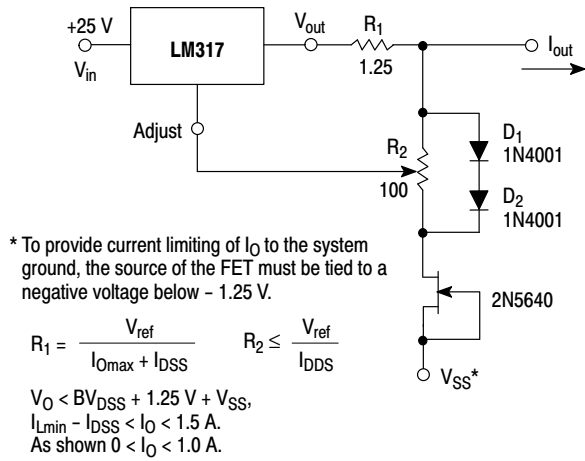 +25 V
V_in
LM317
V_out
R_1
1.25
I_out
Adjust
R_2
100
D_1
1N4001
D_2
1N4001
* To provide current limiting of I_O to the system
ground, the source of the FET must be tied to a
negative voltage below – 1.25 V.
2N5640
R_1 = V_ref / (I_Omax + I_DSS)
R_2 ≤ V_ref / I_DDS
V_SS*
V_O < BV_DSS + 1.25 V + V_SS,
I_Lmin – I_DSS < I_O < 1.5 A.
As shown 0 < I_O < 1.0 A.